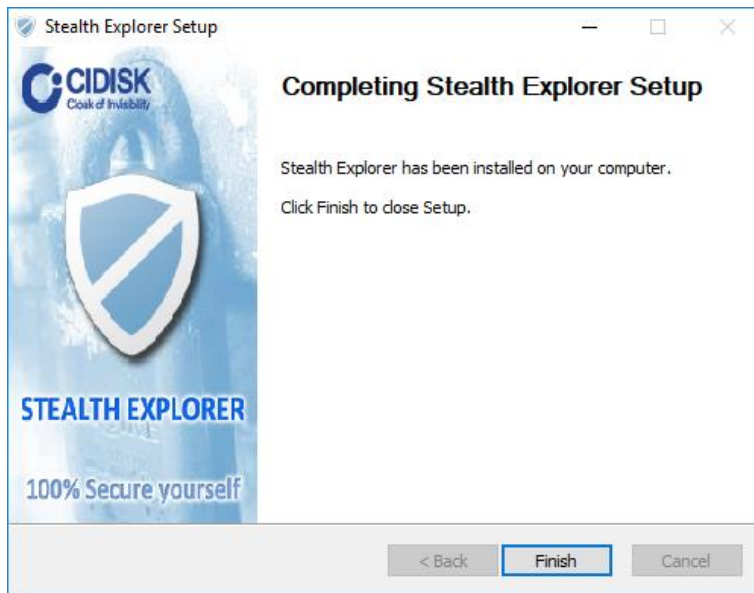 Stealth Explorer Setup
CIDISK
Cloak of Invisbility
Completing Stealth Explorer Setup
Stealth Explorer has been installed on your computer.
Click Finish to close Setup.
STEALTH EXPLORER
100% Secure yourself
< Back
Finish
Cancel